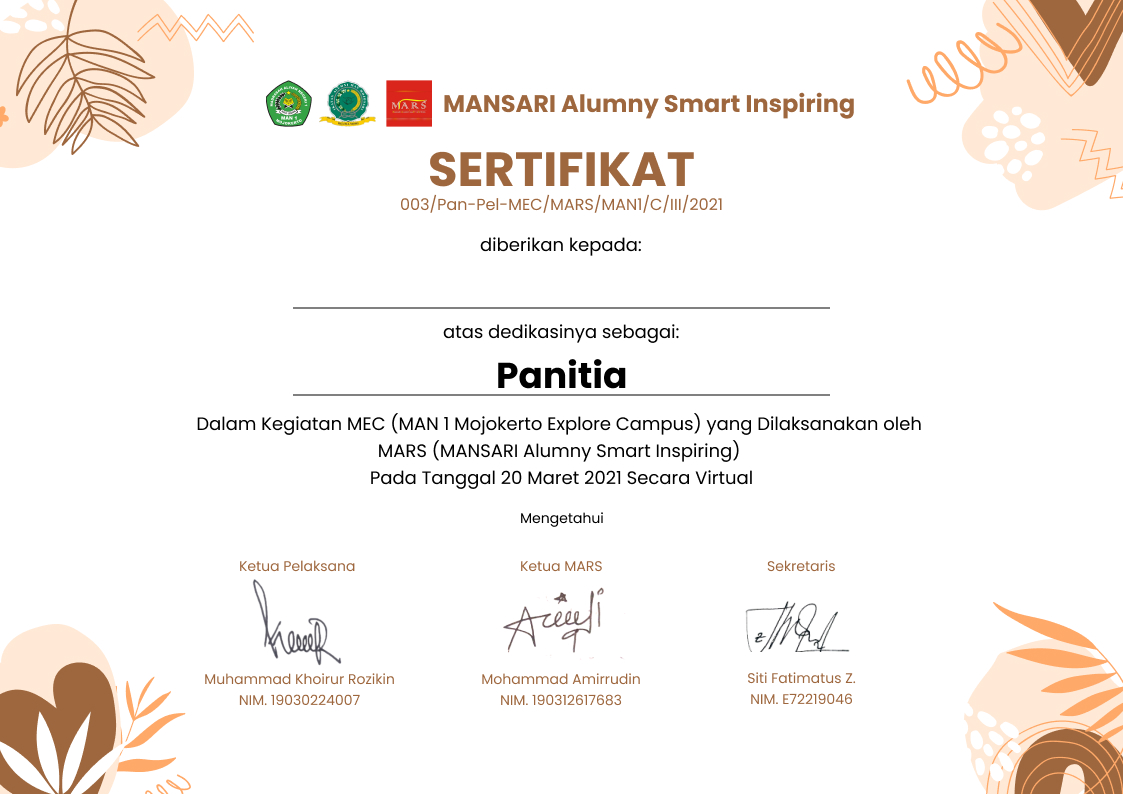 MANSARI Alumny Smart Inspiring
MAN 1
MOJOKERTO
MARS
SERTIFIKAT
003/Pan-Pel-MEC/MARS/MAN1/C/III/2021
diberikan kepada:
atas dedikasinya sebagai:
Panitia
Dalam Kegiatan MEC (MAN 1 Mojokerto Explore Campus) yang Dilaksanakan oleh
MARS (MANSARI Alumny Smart Inspiring)
Pada Tanggal 20 Maret 2021 Secara Virtual
Mengetahui
Ketua Pelaksana
Muhammad Khoirur Rozikin
NIM. 19030224007
Ketua MARS
Mohammad Amirrudin
NIM. 190312617683
Sekretaris
Siti Fatimatus Z.
NIM. E72219046